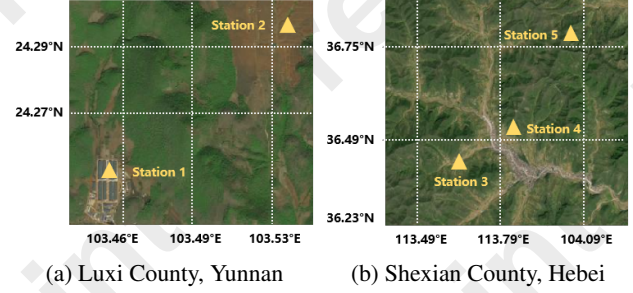 24.29°N
24.27°N
Station 2
Station 1
103.46°E 103.49°E 103.53°E
(a) Luxi County, Yunnan
36.75°N
36.49°N
36.23°N
Station 5
Station 4
Station 3
113.49°E 113.79°E 104.09°E
(b) Shexian County, Hebei